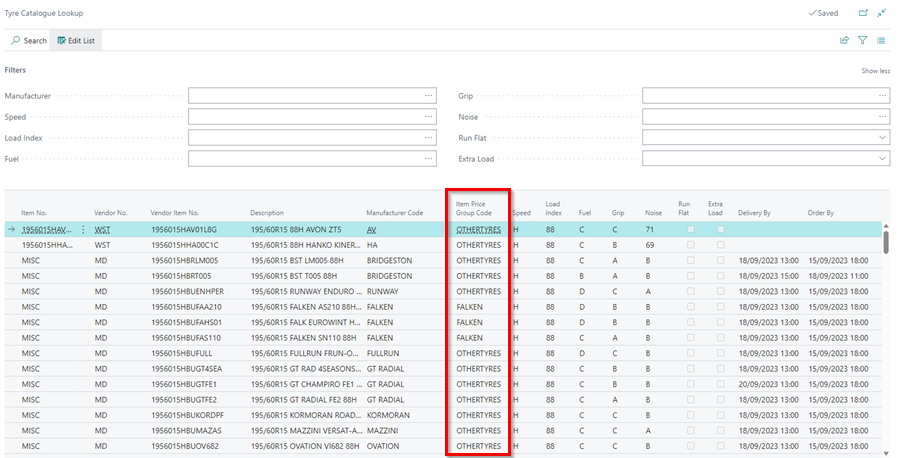 Tyre Catalogue Lookup
Saved
Search Edit List
Filters Show less
Manufacturer Grip
Speed Noise
Load Index Run Flat
Fuel Extra Load
Item No. Vendor No. Vendor Item No. Description Manufacturer Code Item Price Group Code Speed Load Index Fuel Grip Noise Run Flat Extra Load Delivery By Order By
1956015HAV... WST 1956015HAV01L8G 195/60R15 88H AVON ZT5 AV OTHERTYRES H 88 C C 71
1956015HHA... WST 1956015HHA00C1C 195/60R15 88H HANKO KINER... HA OTHERTYRES H 88 C B 69
MISC MD 1956015HBRLM005 195/60R15 BST LM005 88H BRIDGESTON OTHERTYRES H 88 C A B 18/09/2023 13:00 15/09/2023 18:00
MISC MD 1956015HBRT005 195/60R15 BST T005 88H BRIDGESTON OTHERTYRES H 88 B A B 18/09/2023 15:00 18/09/2023 11:00
MISC MD 1956015HBUENHPER 195/60R15 RUNWAY ENDURO ... RUNWAY OTHERTYRES H 88 D C A 18/09/2023 13:00 15/09/2023 18:00
MISC MD 1956015HBUFAA210 195/60R15 FALKEN AS210 88H... FALKEN FALKEN H 88 D B B 18/09/2023 13:00 15/09/2023 18:00
MISC MD 1956015HBUFAHS01 195/60R15 FALK EUROWINT H... FALKEN FALKEN H 88 C B B 18/09/2023 13:00 15/09/2023 18:00
MISC MD 1956015HBUFAS110 195/60R15 FALKEN SN110 88H FALKEN FALKEN H 88 C A B 18/09/2023 13:00 15/09/2023 18:00
MISC MD 1956015HBUFULL 195/60R15 FULLRUN FRUN-O... FULLRUN OTHERTYRES H 88 D C B 18/09/2023 13:00 15/09/2023 18:00
MISC MD 1956015HBUGT4SEA 195/60R15 GT RAD 4SEASONS... GT RADIAL OTHERTYRES H 88 C B B 18/09/2023 13:00 15/09/2023 18:00
MISC MD 1956015HBUGTFE1 195/60R15 GT CHAMPIRO FE1 ... GT RADIAL OTHERTYRES H 88 C B B 20/09/2023 13:00 15/09/2023 18:00
MISC MD 1956015HBUGTFE2 195/60R15 GT RADIAL FE2 88H GT RADIAL OTHERTYRES H 88 C A B 18/09/2023 13:00 15/09/2023 18:00
MISC MD 1956015HBUKORDPF 195/60R15 KORMORAN ROAD... KORMORAN OTHERTYRES H 88 C C B 18/09/2023 13:00 15/09/2023 18:00
MISC MD 1956015HBUMAZAS 195/60R15 MAZZINI VERSAT-A... MAZZINI OTHERTYRES H 88 C C A 18/09/2023 13:00 15/09/2023 18:00
MISC MD 1956015HBUOV682 195/60R15 OVATION VI682 88H OVATION OTHERTYRES H 88 C C B 18/09/2023 13:00 15/09/2023 18:00